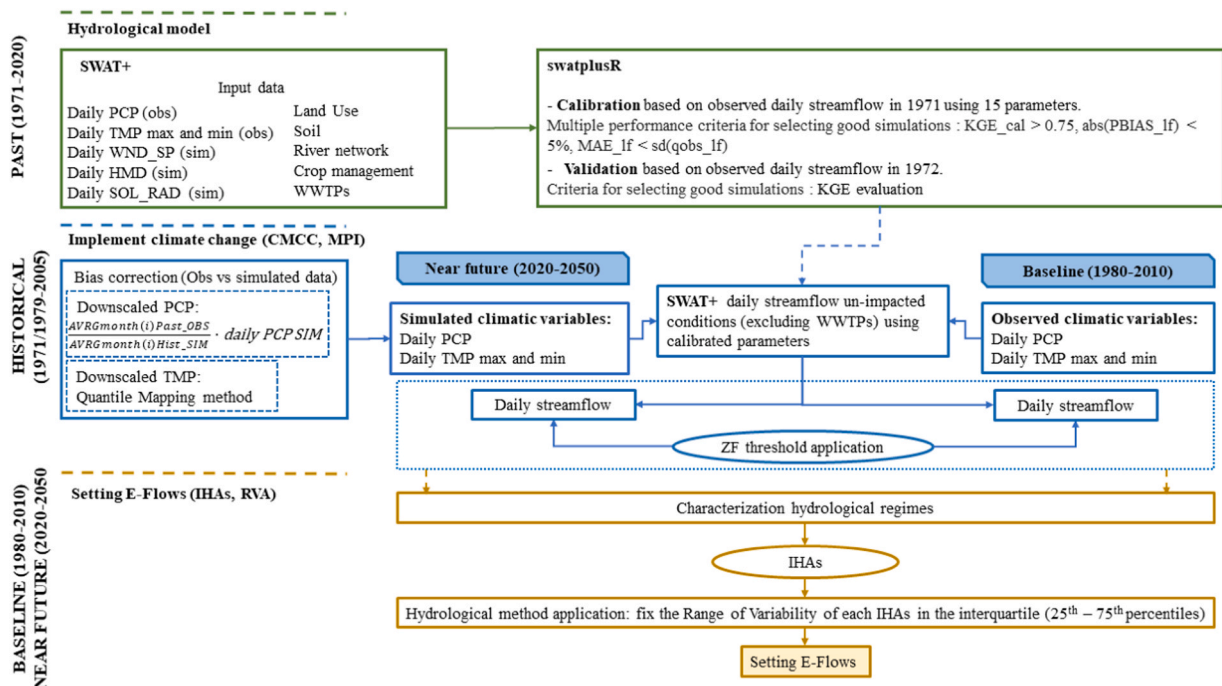 PAST (1971-2020)
Hydrological model
SWAT+
Input data
Daily PCP (obs)
Daily TMP max and min (obs)
Daily WND_SP (sim)
Daily HMD (sim)
Daily SOL_RAD (sim)
Land Use
Soil
River network
Crop management
WWTPs
swatplusR
- Calibration based on observed daily streamflow in 1971 using 15 parameters.
Multiple performance criteria for selecting good simulations : KGE_cal > 0.75, abs(PBIAS_lf) <
5%, MAE_lf < sd(qobs_lf)
- Validation based on observed daily streamflow in 1972.
Criteria for selecting good simulations : KGE evaluation
HISTORICAL
(1971/1979-2005)
Implement climate change (CMCC, MPI)
Bias correction (Obs vs simulated data)
Downscaled PCP:
AVRGmonth(i)Past_OBS
AVRGmonth(i)Hist_SIM
· daily PCP SIM
Downscaled TMP:
Quantile Mapping method
Near future (2020-2050)
Simulated climatic variables:
Daily PCP
Daily TMP max and min
SWAT+ daily streamflow un-impacted
conditions (excluding WWTPs) using
calibrated parameters
Baseline (1980-2010)
Observed climatic variables:
Daily PCP
Daily TMP max and min
Daily streamflow
Daily streamflow
ZF threshold application
BASELINE (1980-2010)
NEAR FUTURE (2020-2050
Setting E-Flows (IHAs, RVA)
Characterization hydrological regimes
IHAs
Hydrological method application: fix the Range of Variability of each IHAs in the interquartile (25th – 75th percentiles)
Setting E-Flows